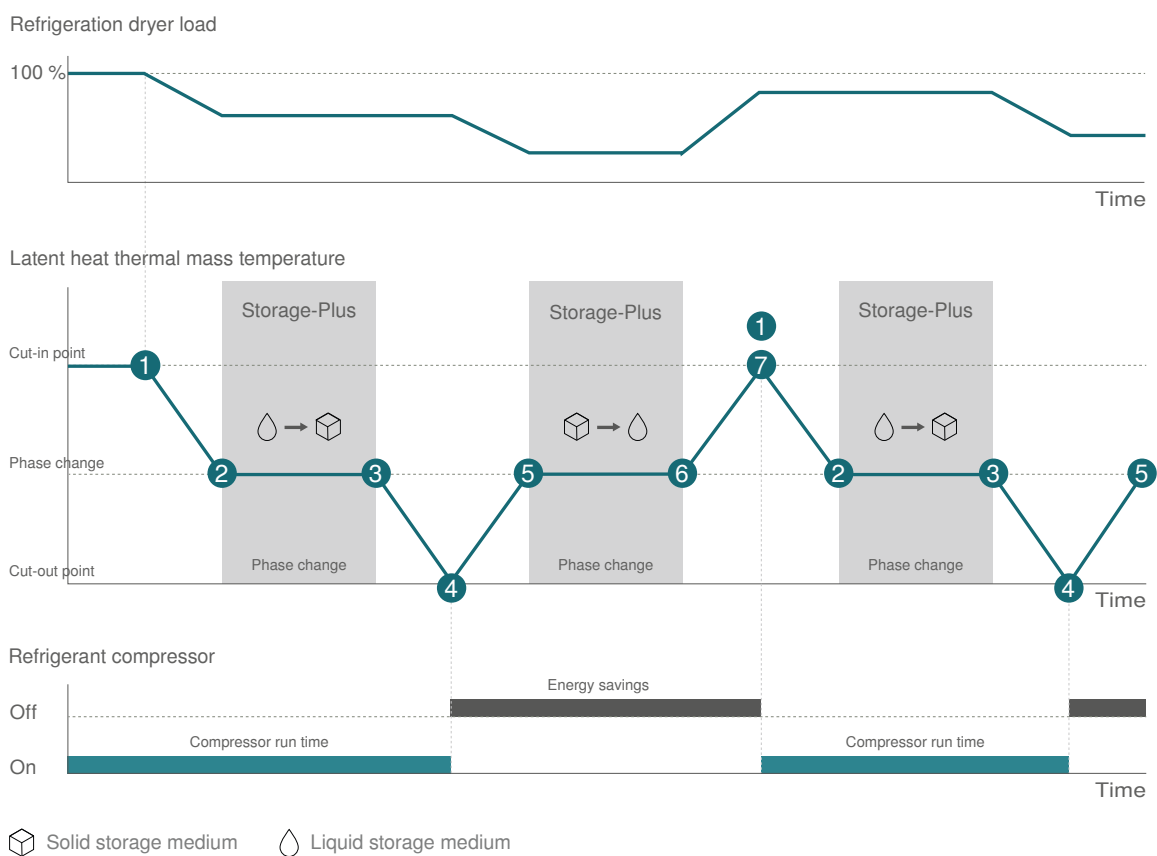 Refrigeration dryer load
100 %
Time
Latent heat thermal mass temperature
Storage-Plus
Storage-Plus
Storage-Plus
1
Cut-in point
1
7
Phase change
2
3
5
6
2
3
5
Cut-out point
Phase change
Phase change
Phase change
4
4
Time
Refrigerant compressor
Energy savings
Off
Compressor run time
Compressor run time
On
Time
Solid storage medium
Liquid storage medium